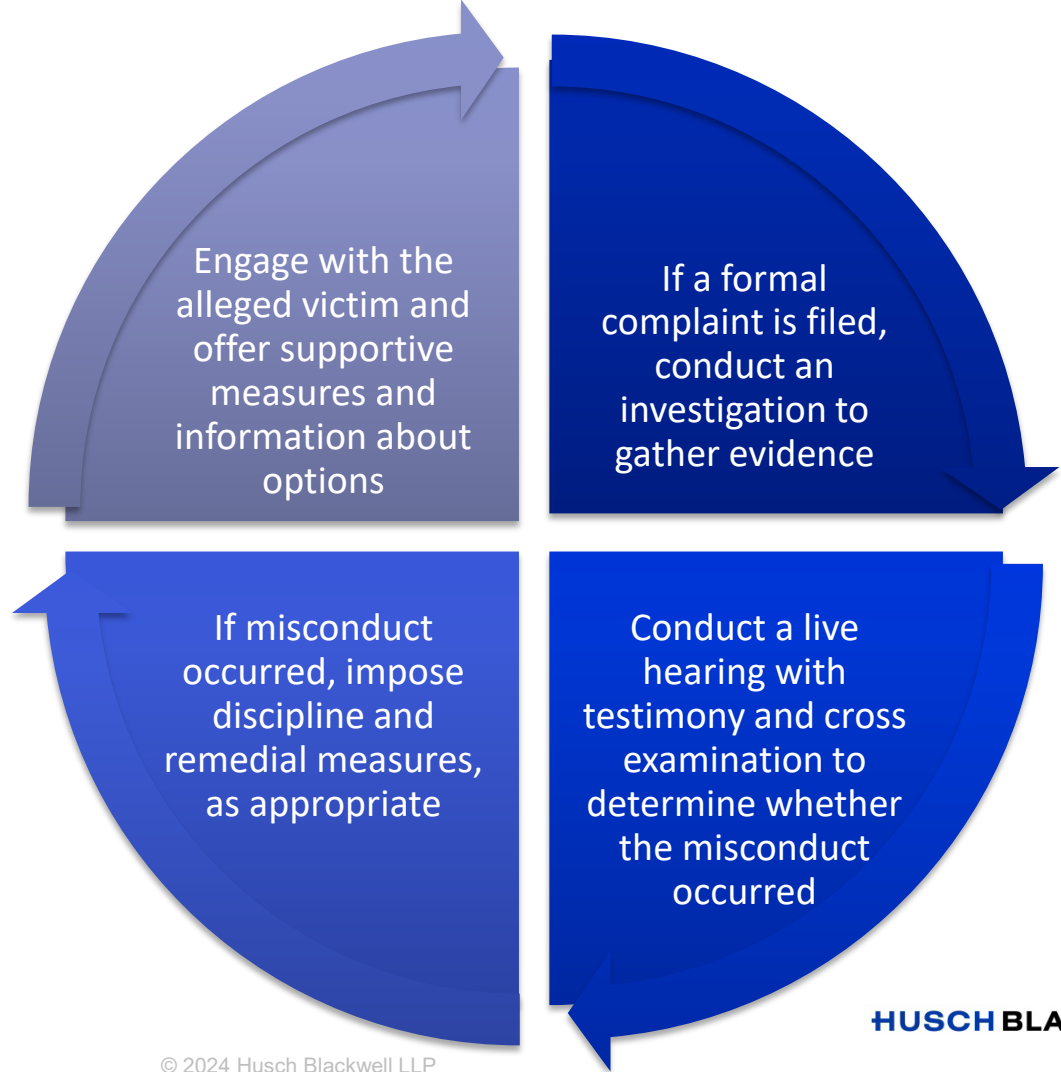 Engage with the
alleged victim and
offer supportive
measures and
information about
options
If a formal
complaint is filed,
conduct an
investigation to
gather evidence
If misconduct
occurred, impose
discipline and
remedial measures,
as appropriate
Conduct a live
hearing with
testimony and cross
examination to
determine whether
the misconduct
occurred
HUSCH BLA
© 2024 Husch Blackwell LLP